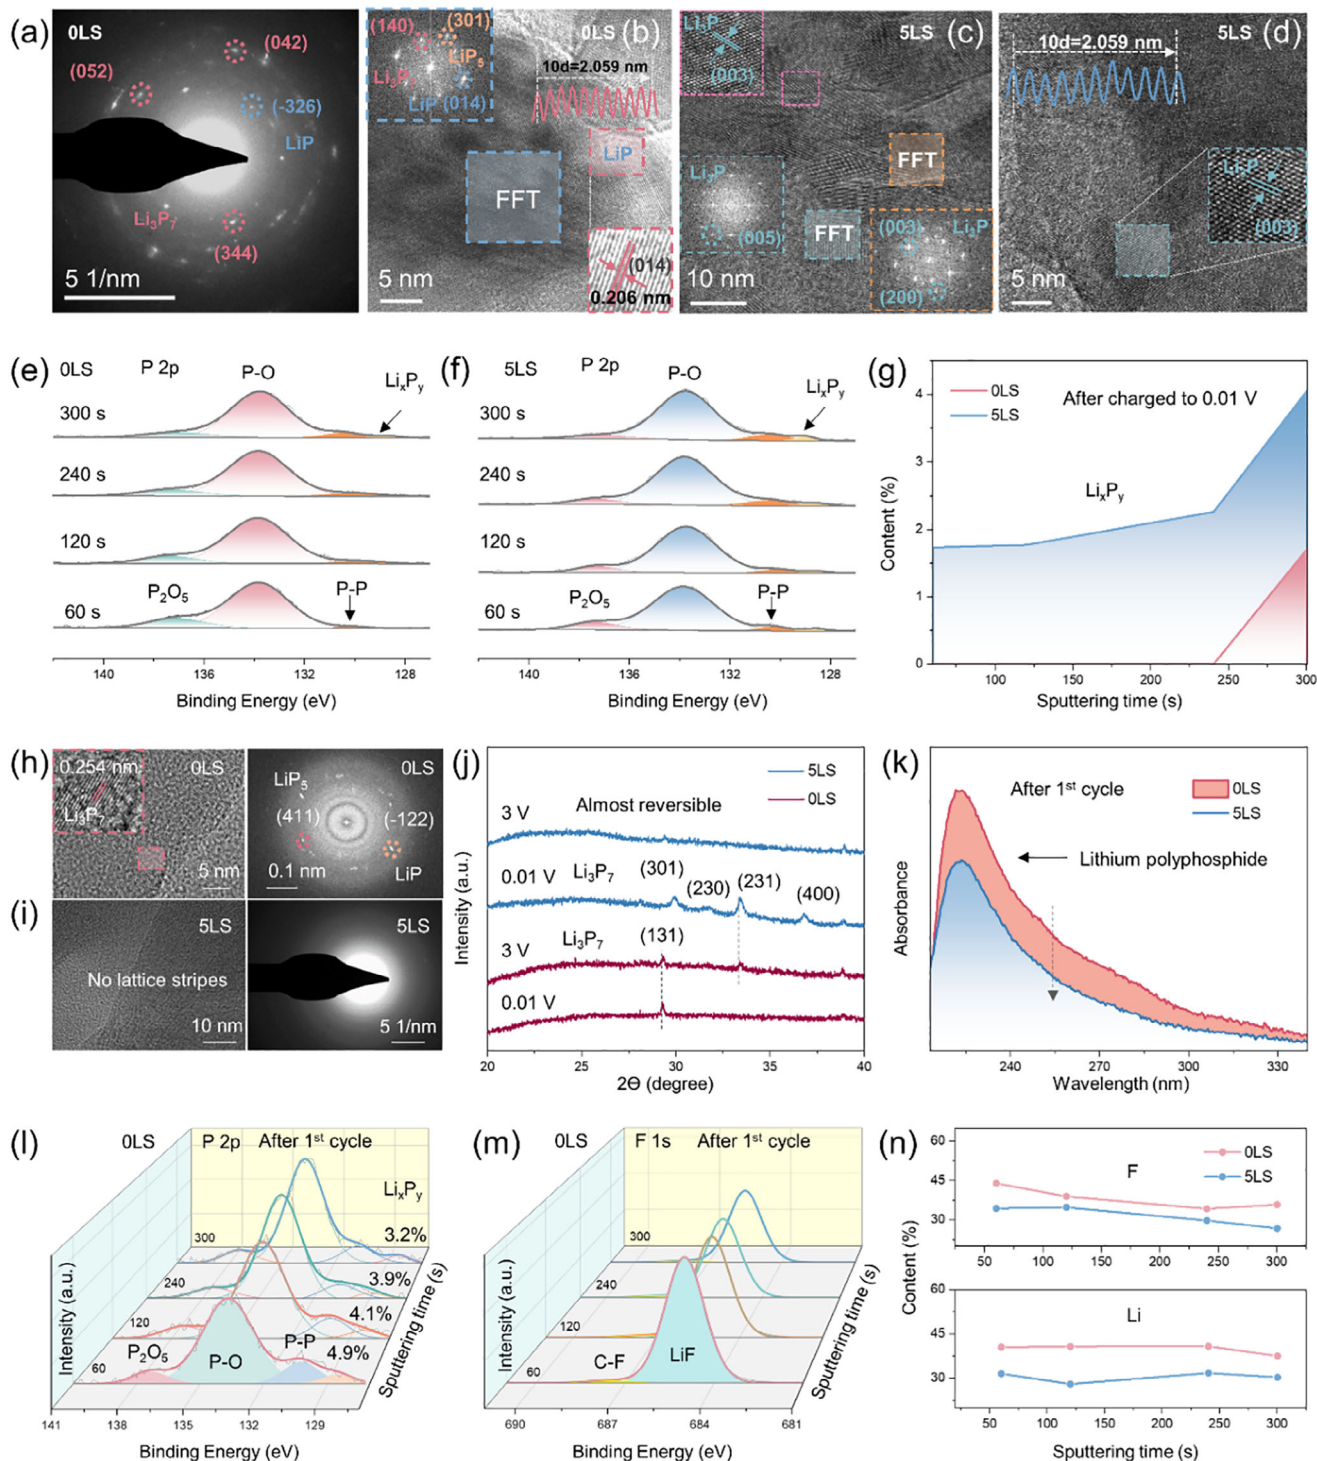 (a)
0LS
(042)
(052)
(-326)
LiP
Li₃P₇
(344)
5 1/nm
(140)
(301)
0LS
(b)
LiP₅
10d=2.059 nm
Li₃P₇
LiP (014)
LiP
FFT
(014)
0.206 nm
5 nm
Li₃P
5LS
(c)
(003)
FFT
Li₃P
(005)
FFT
(003)
Li₃P
(200)
10 nm
5LS
(d)
10d=2.059 nm
Li₃P
(003)
5 nm
(e)
0LS
P 2p
P-O
LiₓPᵧ
300 s
240 s
120 s
P₂O₅
P-P
60 s
140
136
132
128
Binding Energy (eV)
(f)
5LS
P 2p
P-O
LiₓPᵧ
300 s
240 s
120 s
P₂O₅
P-P
60 s
140
136
132
128
Binding Energy (eV)
(g)
0LS
5LS
After charged to 0.01 V
LiₓPᵧ
Content (%)
4
3
2
1
0
100
150
200
250
300
Sputtering time (s)
(h)
0.254 nm
0LS
Li₃P₇
5 nm
0LS
LiP₅
(411)
(-122)
0.1 nm
LiP
(i)
5LS
No lattice stripes
10 nm
5LS
5 1/nm
(j)
5LS
0LS
3 V
Almost reversible
0.01 V
Li₃P₇
(301)
(230)
(231)
(400)
3 V
Li₃P₇
(131)
0.01 V
Intensity (a.u.)
20
25
30
35
40
2Θ (degree)
(k)
After 1ˢᵗ cycle
0LS
5LS
Lithium polyphosphide
Absorbance
240
270
300
330
Wavelength (nm)
(l)
0LS
P 2p
After 1ˢᵗ cycle
LiₓPᵧ
300
3.2%
240
3.9%
120
4.1%
60
P₂O₅
P-O
P-P
4.9%
Intensity (a.u.)
Sputtering time (s)
141
138
135
132
129
Binding Energy (eV)
(m)
0LS
F 1s
After 1ˢᵗ cycle
300
240
120
60
C-F
LiF
Intensity (a.u.)
Sputtering time (s)
690
687
684
681
Binding Energy (eV)
(n)
60
45
30
F
0LS
5LS
50
100
150
200
250
300
Content (%)
60
45
30
Li
50
100
150
200
250
300
Sputtering time (s)